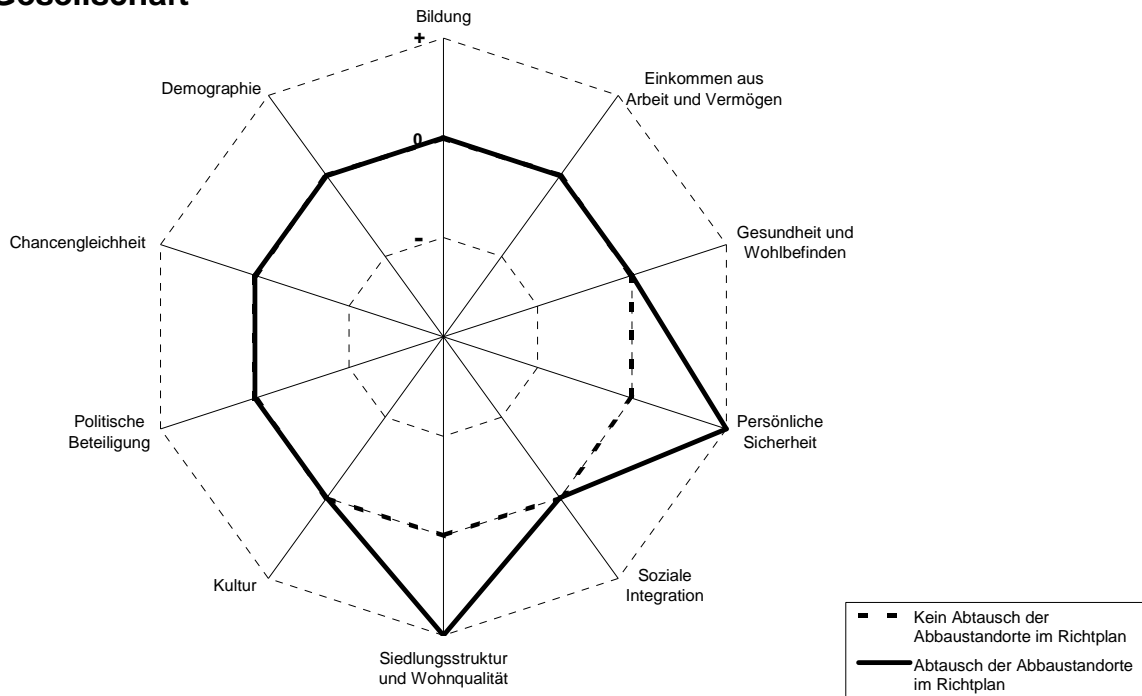 Gesellschaft
Bildung
+
Demographie
Einkommen aus
Arbeit und Vermögen
0
Chancengleichheit
-
Gesundheit und
Wohlbefinden
Politische
Beteiligung
Persönliche
Sicherheit
Kultur
Soziale
Integration
Siedlungsstruktur
und Wohnqualität
Kein Abtausch der
Abbaustandorte im Richtplan
Abtausch der Abbaustandorte
im Richtplan